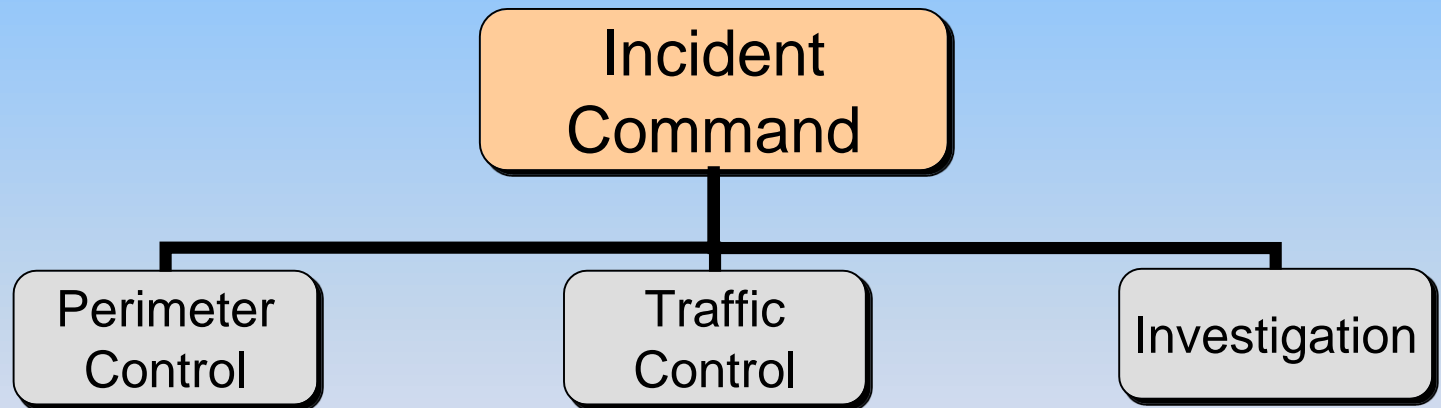 Incident
Command
Perimeter
Control
Traffic
Control
Investigation